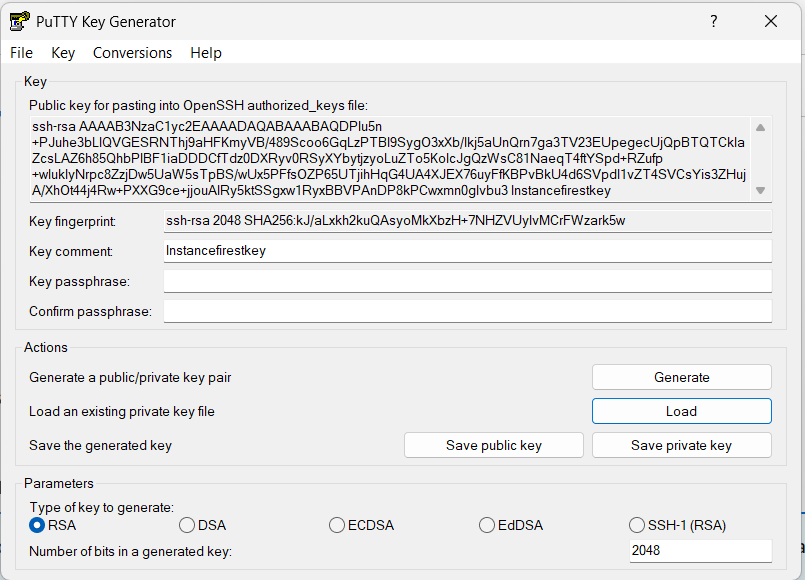 PuTTY Key Generator
?
File Key Conversions Help
Key
Public key for pasting into OpenSSH authorized_keys file:
ssh-rsa AAAAB3NzaC1yc2EAAAADAQABAAABAQDPlu5n
+PJuhe3bLIQVGESRNThj9aHFKmyVB/489Scoo6GqLzPTBl9SygO3xXb/lkj5aUnQrn7ga3TV23EUpegecUjQpBTQTCkla
ZcsLAZ6h85QhbPlBF1iaDDDCfTdz0DXRyv0RSyXYbytjzyoLuZTo5KolcJgQzWsC81NaeqT4ftYSpd+RZufp
+wluklyNrpc8ZzjDw5UaW5sTpBS/wUx5PFfsOZP65UTjihHqG4UA4XJEX76uyFfKBPvBkU4d6SVpdI1vZT4SVCsYis3ZHuj
A/XhOt44j4Rw+PXXG9ce+jjouAlRy5ktSSgxw1RyxBBVPAnDP8kPCwxmn0glvbu3 Instancefirestkey
Key fingerprint: ssh-rsa 2048 SHA256:kJ/aLxkh2kuQAsyoMkXbzH+7NHZVUylvMCrFWzark5w
Key comment: Instancefirestkey
Key passphrase:
Confirm passphrase:
Actions
Generate a public/private key pair Generate
Load an existing private key file Load
Save the generated key Save public key Save private key
Parameters
Type of key to generate:
RSA DSA ECDSA EdDSA SSH-1 (RSA)
Number of bits in a generated key: 2048